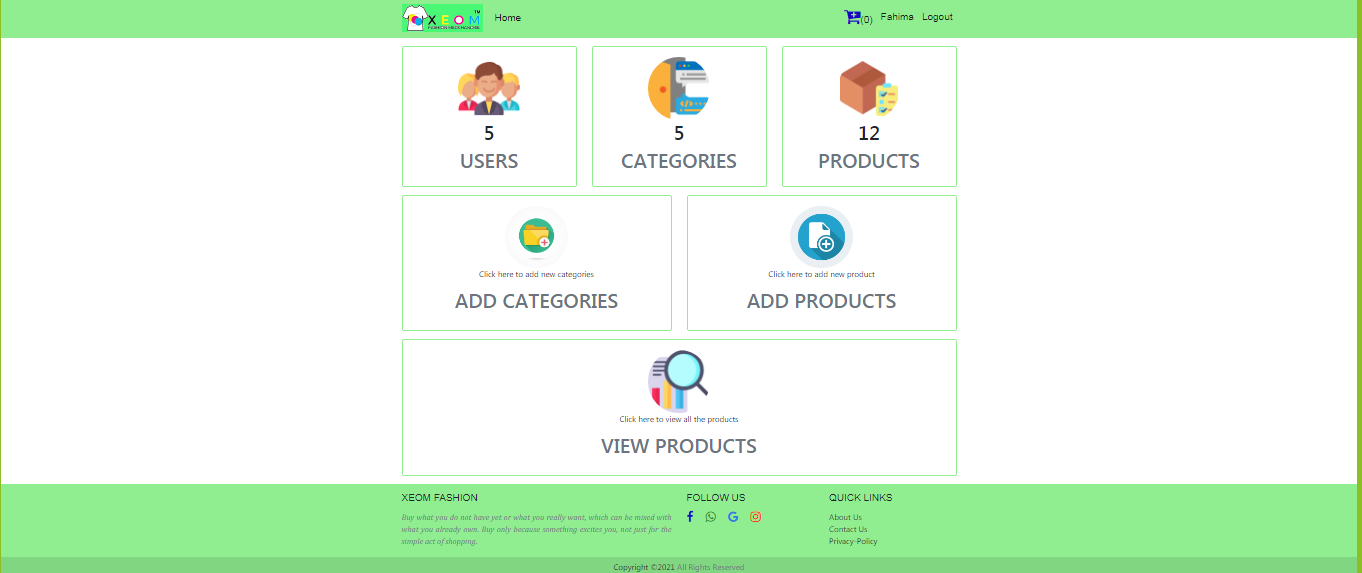 XEOM TM
FASHION MERCHANDISE
Home
(0)
Fahima
Logout
5
USERS
5
CATEGORIES
12
PRODUCTS
Click here to add new categories
ADD CATEGORIES
Click here to add new product
ADD PRODUCTS
Click here to view all the products
VIEW PRODUCTS
XEOM FASHION
Buy what you do not have yet or what you really want, which can be mixed with
what you already own. Buy only because something excites you, not just for the
simple act of shopping.
FOLLOW US
QUICK LINKS
About Us
Contact Us
Privacy-Policy
Copyright ©2021 All Rights Reserved